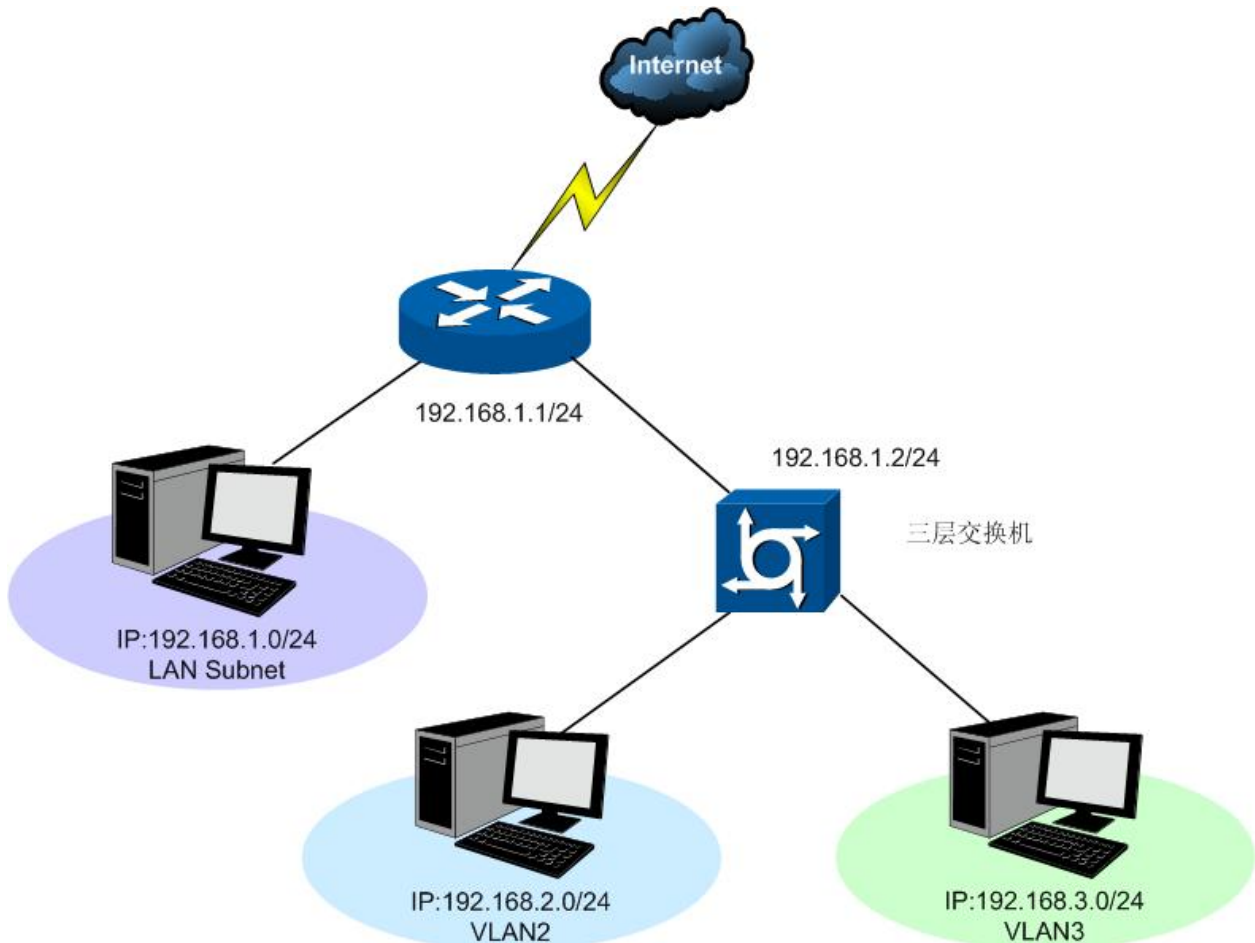 Internet
192.168.1.1/24
192.168.1.2/24
三层交换机
IP:192.168.1.0/24
LAN Subnet
IP:192.168.2.0/24
VLAN2
IP:192.168.3.0/24
VLAN3